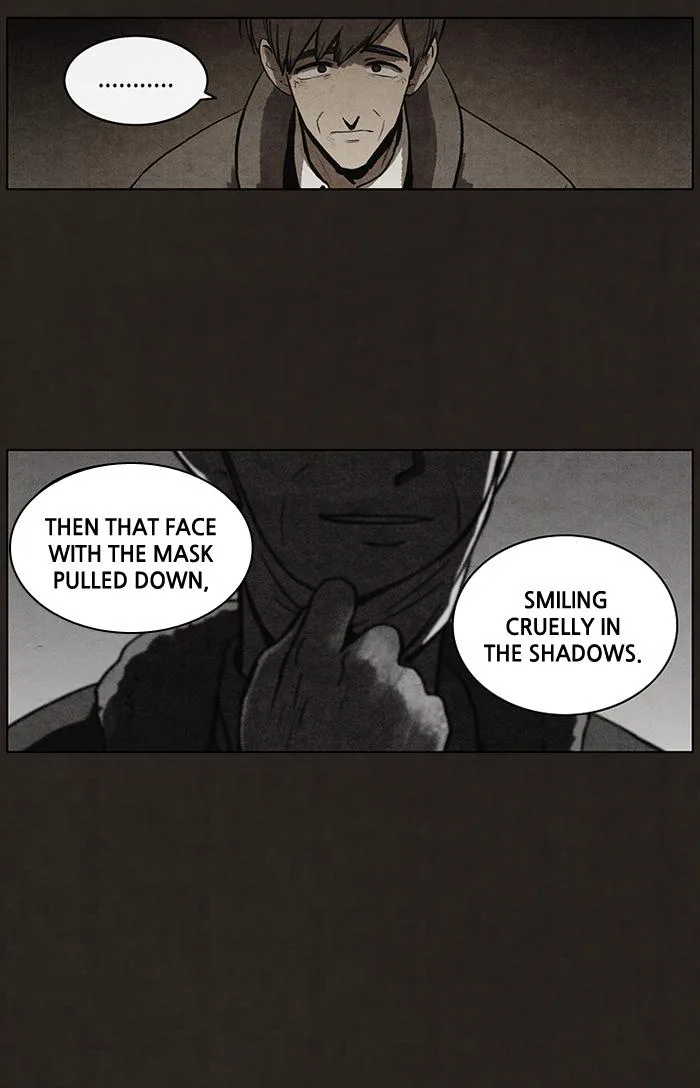 ...........
THEN THAT FACE
WITH THE MASK
PULLED DOWN,
SMILING
CRUELLY IN
THE SHADOWS.